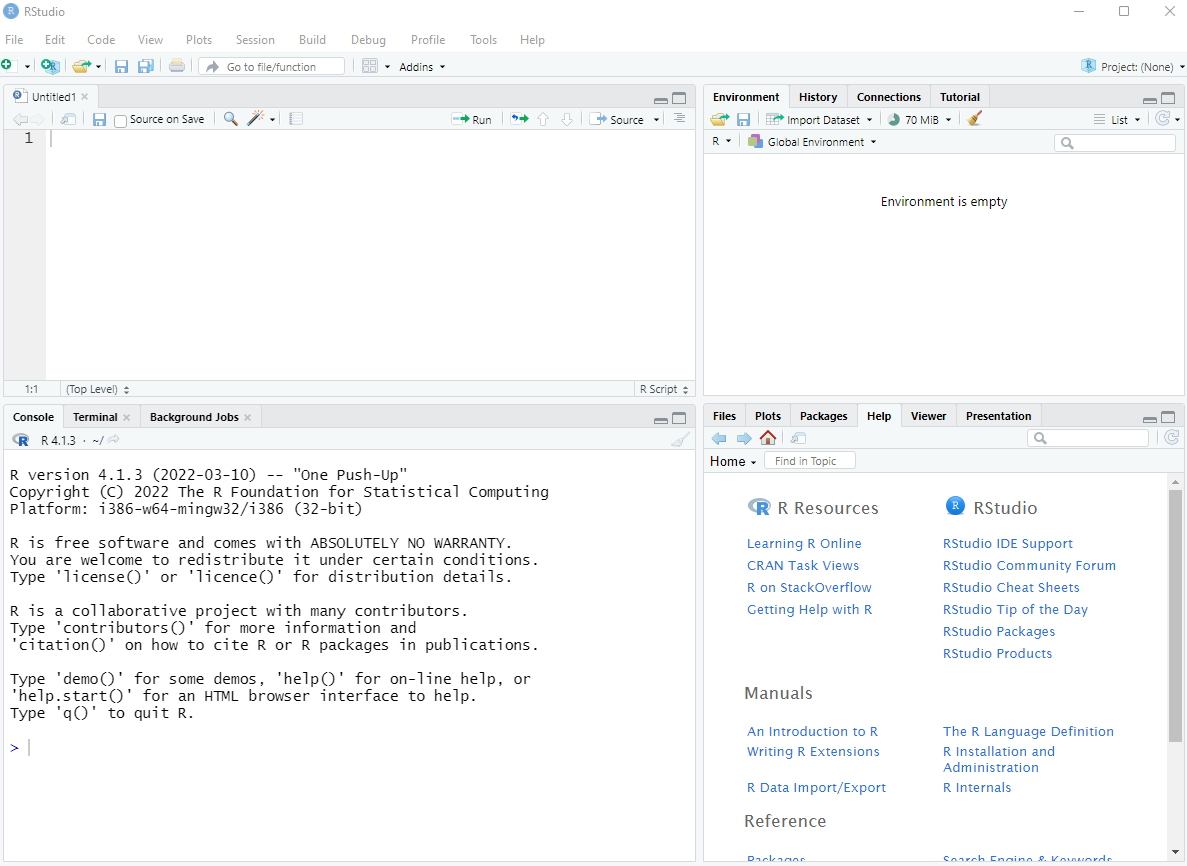 RStudio
File Edit Code View Plots Session Build Debug Profile Tools Help
Go to file/function Addins Project: (None)
Untitled1
Source on Save Run Source
1
1:1 (Top Level) R Script
Console Terminal Background Jobs
R 4.1.3 · ~/
R version 4.1.3 (2022-03-10) -- "One Push-Up"
Copyright (C) 2022 The R Foundation for Statistical Computing
Platform: i386-w64-mingw32/i386 (32-bit)
R is free software and comes with ABSOLUTELY NO WARRANTY.
You are welcome to redistribute it under certain conditions.
Type 'license()' or 'licence()' for distribution details.
R is a collaborative project with many contributors.
Type 'contributors()' for more information and
'citation()' on how to cite R or R packages in publications.
Type 'demo()' for some demos, 'help()' for on-line help, or
'help.start()' for an HTML browser interface to help.
Type 'q()' to quit R.
>
Environment History Connections Tutorial
Import Dataset 70 MiB List
R Global Environment
Environment is empty
Files Plots Packages Help Viewer Presentation
Home Find in Topic
R Resources RStudio
Learning R Online RStudio IDE Support
CRAN Task Views RStudio Community Forum
R on StackOverflow RStudio Cheat Sheets
Getting Help with R RStudio Tip of the Day
RStudio Packages
RStudio Products
Manuals
An Introduction to R The R Language Definition
Writing R Extensions R Installation and
Administration
R Data Import/Export R Internals
Reference
Packages Search Engine & Keywords